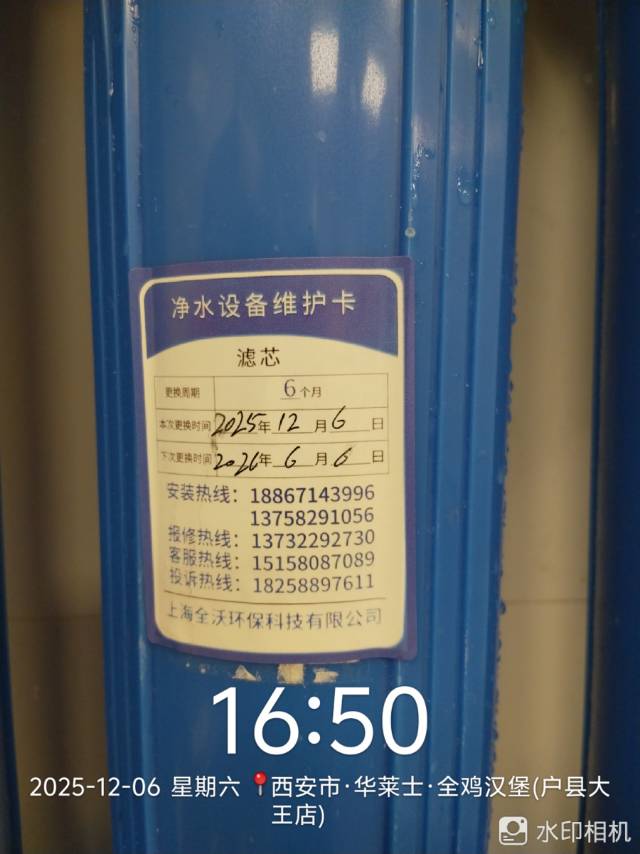 净水设备维护卡
滤芯
更换周期 6个月
本次更换时间 2025年 12 月 6 日
下次更换时间 2026年 6 月 6 日
安装热线：18867143996
13758291056
报修热线：13732292730
客服热线：15158087089
投诉热线：18258897611
上海全沃环保科技有限公司
16:50
2025-12-06 星期六 📍西安市·华莱士·全鸡汉堡(户县大
王店)
水印相机